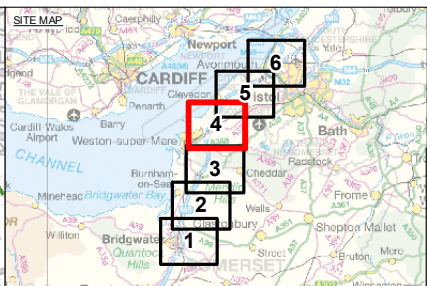 SITE MAP
Caerphilly
Newport
Avonmouth
6
Yate
CARDIFF
THE VALE OF
GLAMORGAN
Penarth
Clevedon
5
Bristol
Cardiff Wales
Airport
Barry
4
Bath
Weston-super-Mare
CHANNEL
3
Radstock
Burnham-
on-Sea
Cheddar
Minehead
Bridgwater Bay
Frome
2
Wells
Williton
Glastonbury
Shepton Mallet
Bridgwater
1
Quantock
Hills
Street
Bruton
SOMERSET